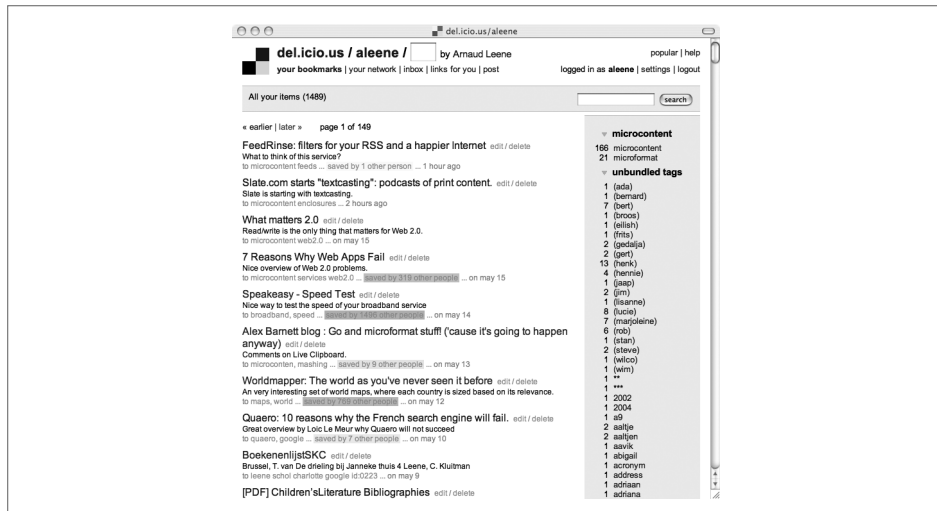 del.icio.us/aleene
del.icio.us / aleene / by Arnaud Leene
popular | help
your bookmarks | your network | inbox | links for you | post
logged in as aleene | settings | logout
All your items (1489)
search
« earlier | later » page 1 of 149
FeedRinse: filters for your RSS and a happier Internet edit / delete
What to think of this service?
to microcontent feeds ... saved by 1 other person ... 1 hour ago
Slate.com starts "textcasting": podcasts of print content. edit / delete
Slate is starting with textcasting.
to microcontent enclosures ... 2 hours ago
What matters 2.0 edit / delete
Read/write is the only thing that matters for Web 2.0.
to microcontent web2.0 ... on may 15
7 Reasons Why Web Apps Fail edit / delete
Nice overview of Web 2.0 problems.
to microcontent services web2.0 ... saved by 319 other people ... on may 15
Speakeasy - Speed Test edit / delete
Nice way to test the speed of your broadband service
to broadband, speed ... saved by 1496 other people ... on may 14
Alex Barnett blog : Go and microformat stuff! ('cause it's going to happen
anyway) edit / delete
Comments on Live Clipboard.
to microconten, mashing ... saved by 9 other people ... on may 13
Worldmapper: The world as you've never seen it before edit / delete
An very interesting set of world maps, where each country is sized based on its relevance.
to maps, world ... saved by 769 other people ... on may 12
Quaero: 10 reasons why the French search engine will fail. edit / delete
Great overview by Loic Le Meur why Quaero will not succeed
to quaero, google ... saved by 7 other people ... on may 10
BoekenenlijstSKC edit / delete
Brussel, T. van De drieling bij Janneke thuis 4 Leene, C. Kluitman
to leene schol charlotte google id:0223 ... on may 9
[PDF] Children'sLiterature Bibliographies edit / delete
microcontent
166 microcontent
21 microformat
unbundled tags
1 (ada)
1 (bernard)
7 (bert)
1 (broos)
1 (eilish)
1 (frits)
2 (gedalja)
2 (gert)
13 (henk)
4 (hennie)
1 (jaap)
2 (jim)
1 (lisanne)
8 (lucie)
7 (marjoleine)
6 (rob)
1 (stan)
2 (steve)
1 (wilco)
1 (wim)
1 **
1 ***
1 2002
1 2004
1 a9
2 aaltje
2 aaltjen
1 aavik
1 abigail
1 acronym
1 address
1 adriaan
1 adriana